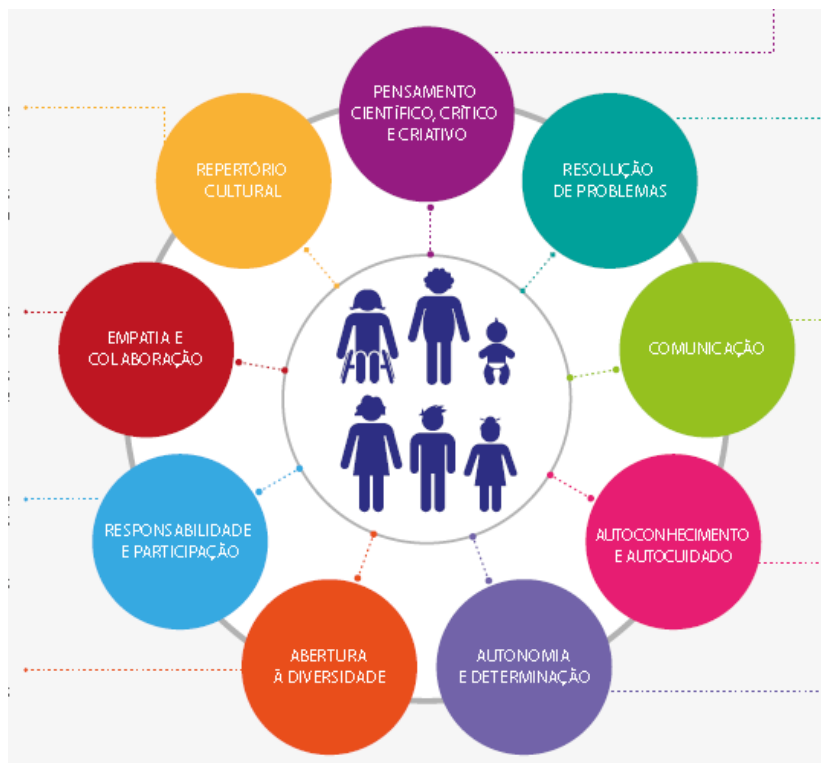 PENSAMENTO
CIENTÍFICO, CRÍTICO
E CRIATIVO
RESOLUÇÃO
DE PROBLEMAS
COMUNICAÇÃO
AUTOCONHECIMENTO
E AUTOCUIDADO
AUTONOMIA
E DETERMINAÇÃO
ABERTURA
À DIVERSIDADE
RESPONSABILIDADE
E PARTICIPAÇÃO
EMPATIA E
COLABORAÇÃO
REPERTÓRIO
CULTURAL